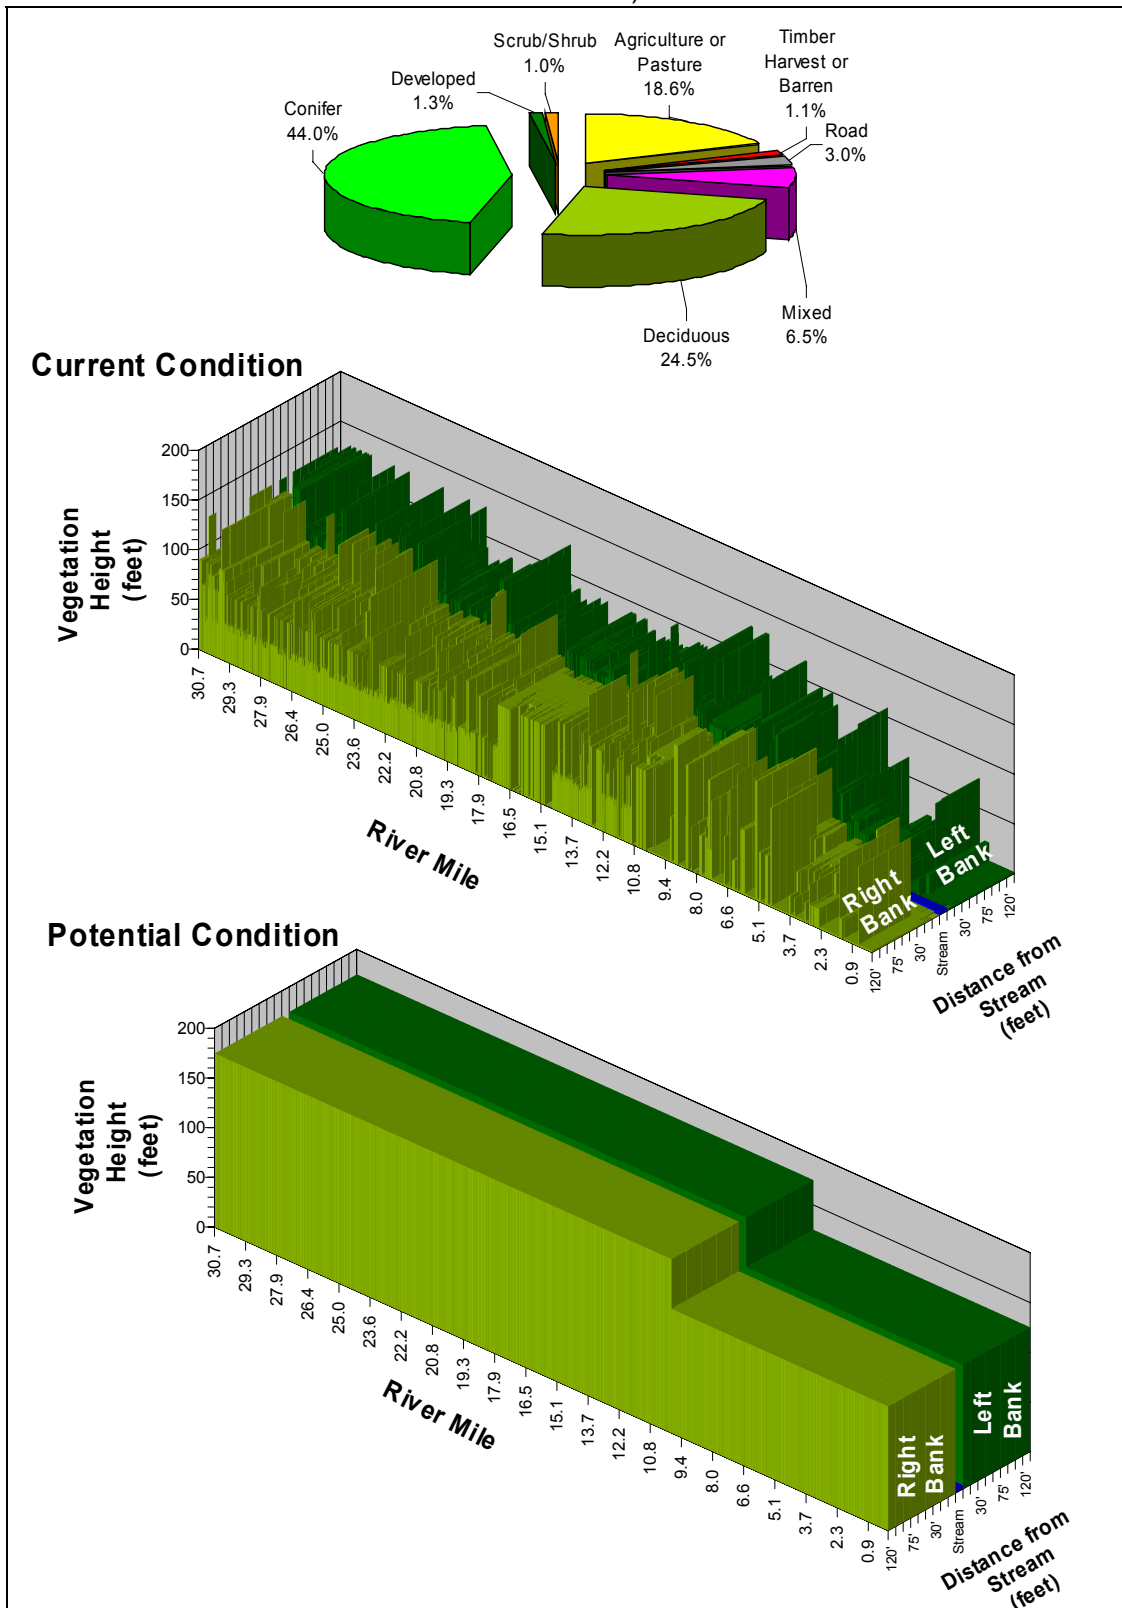 Scrub/Shrub
1.0%
Agriculture or
Pasture
18.6%
Timber
Harvest or
Barren
1.1%
Developed
1.3%
Road
3.0%
Conifer
44.0%
Mixed
6.5%
Deciduous
24.5%
Current Condition
Vegetation
Height
(feet)
200
150
100
50
0
30.7
29.3
27.9
26.4
25.0
23.6
22.2
20.8
19.3
17.9
16.5
15.1
13.7
12.2
10.8
9.4
8.0
6.6
5.1
3.7
2.3
0.9
River Mile
Right
Bank
Left
Bank
120'
75'
30'
Stream
30'
75'
120'
Distance from
Stream
(feet)
Potential Condition
Vegetation
Height
(feet)
200
150
100
50
0
30.7
29.3
27.9
26.4
25.0
23.6
22.2
20.8
19.3
17.9
16.5
15.1
13.7
12.2
10.8
9.4
8.0
6.6
5.1
3.7
2.3
0.9
River Mile
Right
Bank
Left
Bank
120'
75'
30'
Stream
30'
75'
120'
Distance from
Stream
(feet)